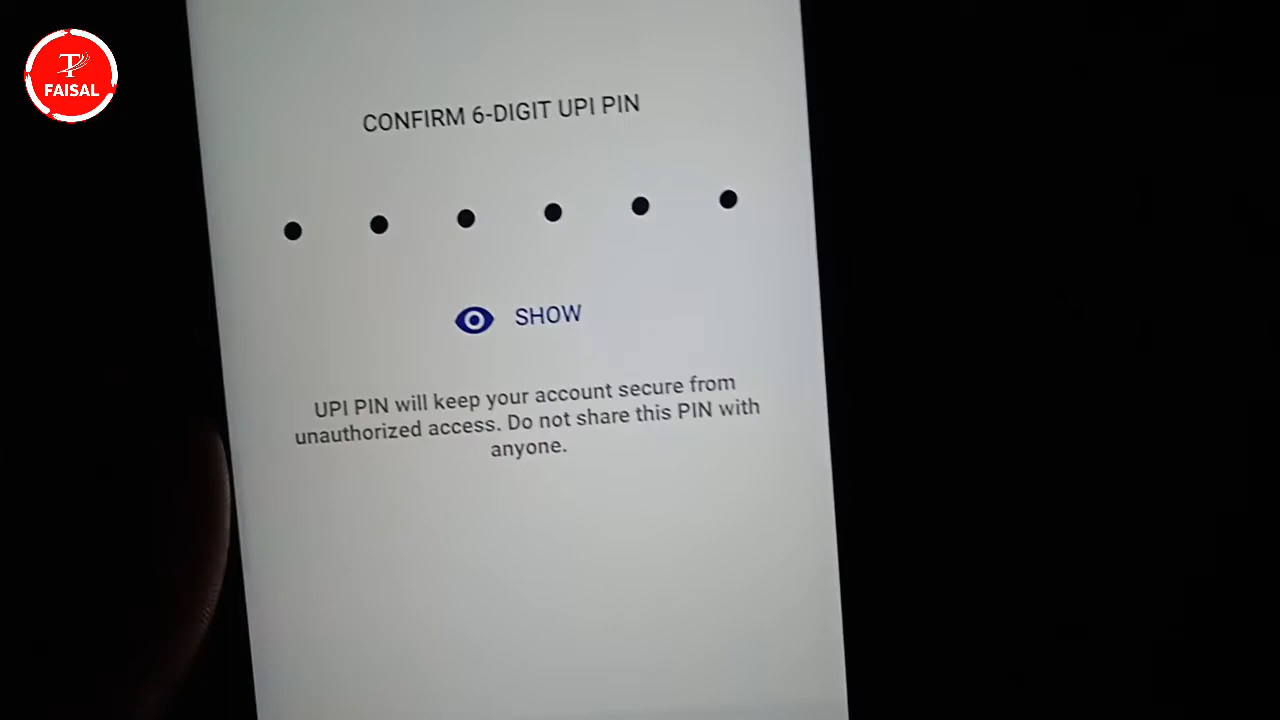 T
FAISAL
CONFIRM 6-DIGIT UPI PIN
SHOW
UPI PIN will keep your account secure from
unauthorized access. Do not share this PIN with
anyone.